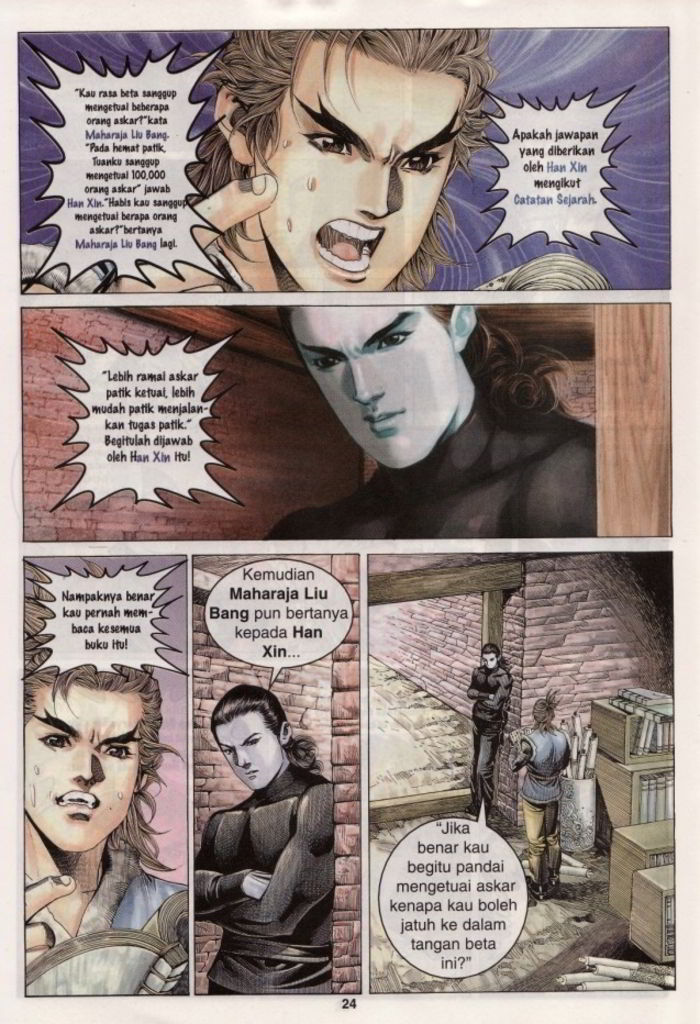 "Kau rasa beta sanggup
mengetuai beberapa
orang askar?"kata
Maharaja Liu Bang.
"Pada hemat patik,
Tuanku sanggup
mengetuai 100,000
orang askar" jawab
Han Xin."Habis kau sanggup
mengetuai berapa orang
askar?"bertanya
Maharaja Liu Bang lagi.
Apakah jawapan
yang diberikan
oleh Han Xin
mengikut
Catatan Sejarah.
"Lebih ramai askar
patik ketuai, lebih
mudah patik menjalan-
kan tugas patik."
Begitulah dijawab
oleh Han Xin itu!
Nampaknya benar
kau pernah mem-
baca kesemua
buku itu!
Kemudian
Maharaja Liu
Bang pun bertanya
kepada Han
Xin...
"Jika
benar kau
begitu pandai
mengetuai askar
kenapa kau boleh
jatuh ke dalam
tangan beta
ini?"
24